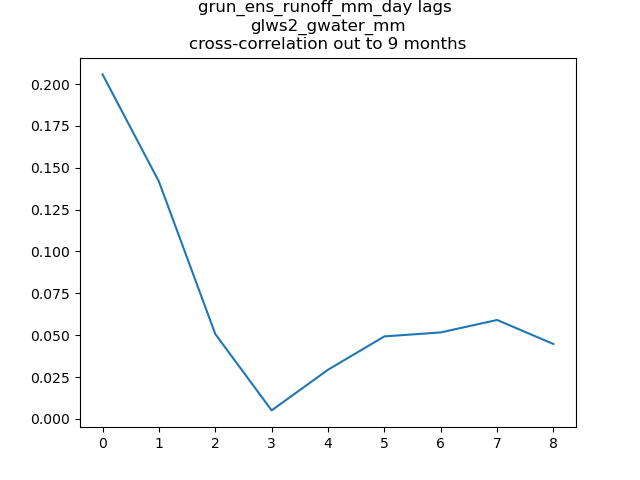 grun_ens_runoff_mm_day lags
glws2_gwater_mm
cross-correlation out to 9 months
0.200
0.175
0.150
0.125
0.100
0.075
0.050
0.025
0.000
0 1 2 3 4 5 6 7 8